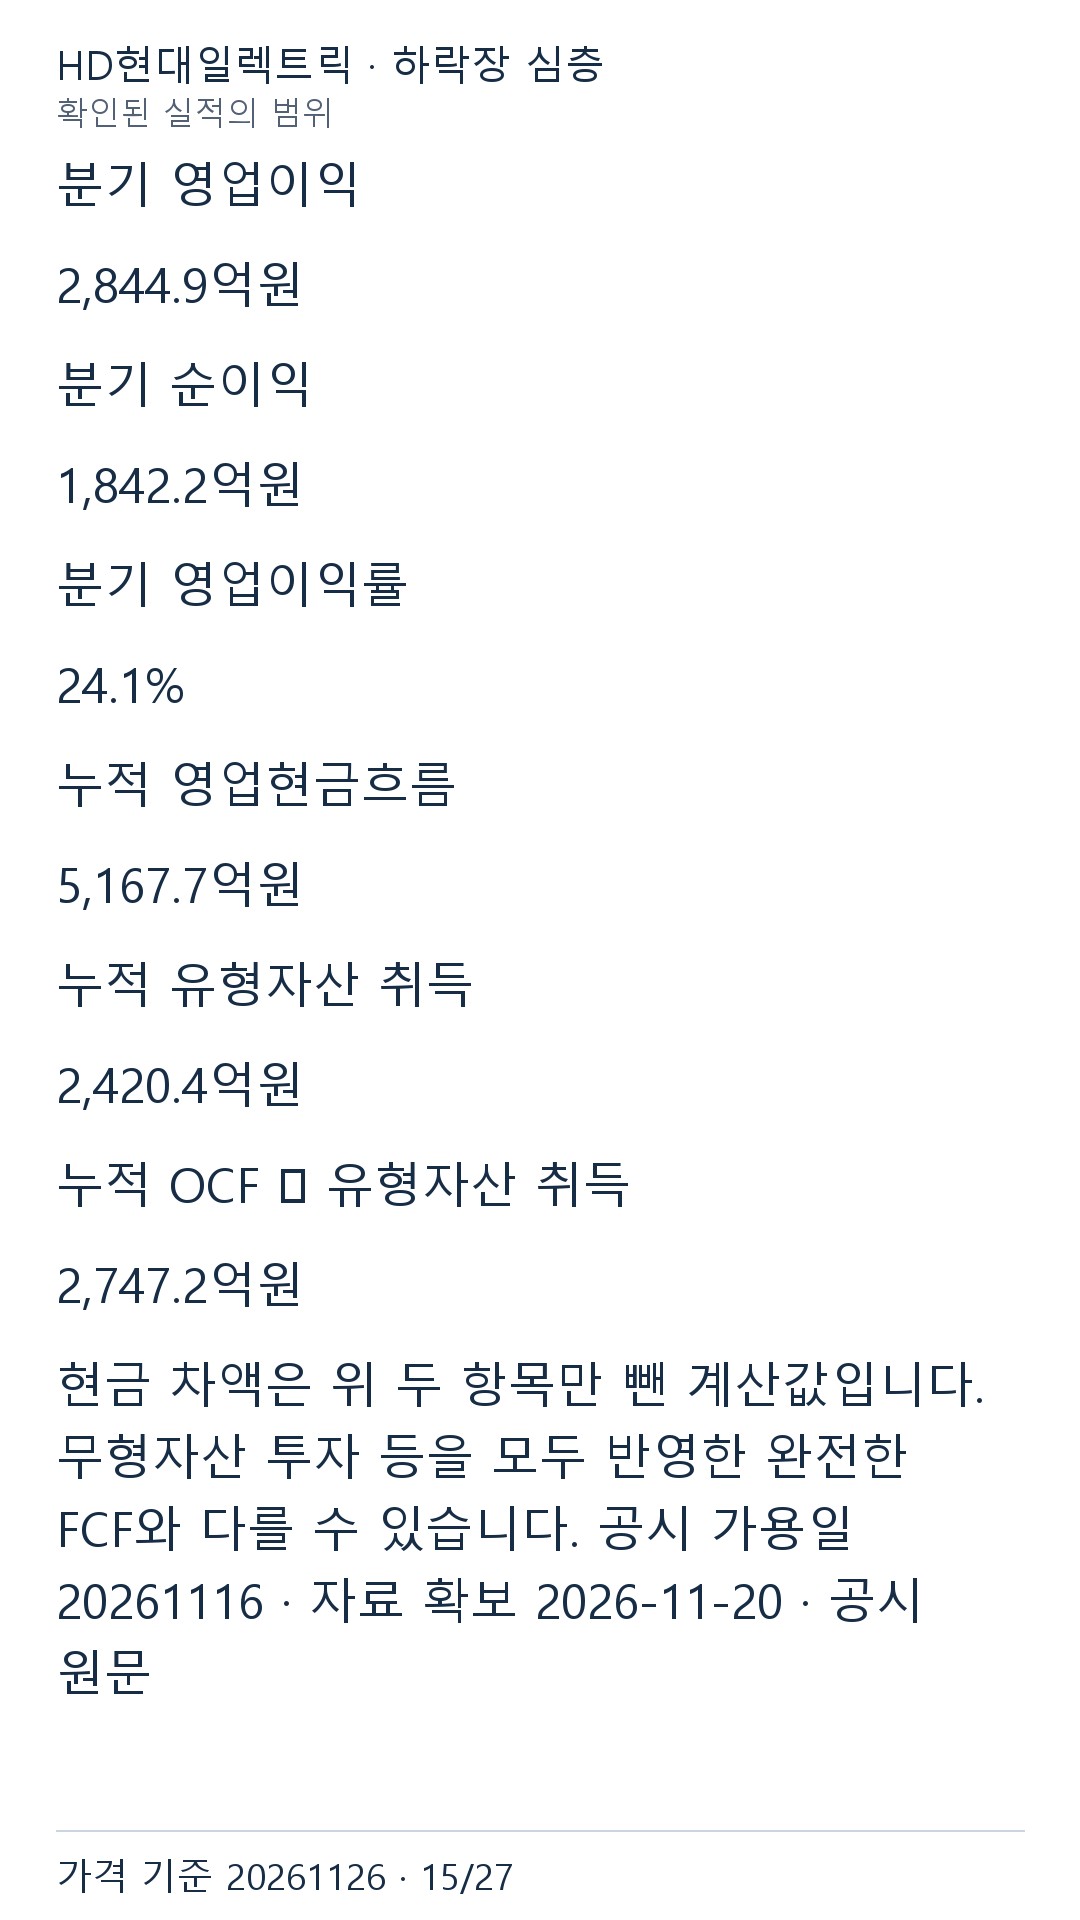 HD현대일렉트릭 · 하락장 심층
확인된 실적의 범위
분기 영업이익
2,844.9억원
분기 순이익
1,842.2억원
분기 영업이익률
24.1%
누적 영업현금흐름
5,167.7억원
누적 유형자산 취득
2,420.4억원
누적 OCF □ 유형자산 취득
2,747.2억원
현금 차액은 위 두 항목만 뺀 계산값입니다.
무형자산 투자 등을 모두 반영한 완전한
FCF와 다를 수 있습니다. 공시 가용일
20261116 · 자료 확보 2026-11-20 · 공시
원문
가격 기준 20261126 · 15/27